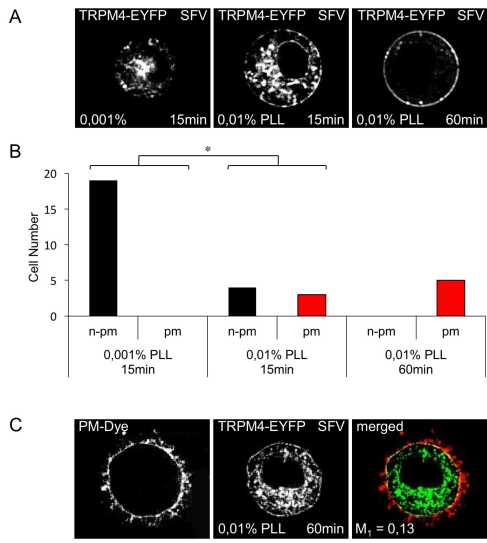 A
TRPM4-EYFP SFV
0,001% 15min
TRPM4-EYFP SFV
0,01% PLL 15min
TRPM4-EYFP SFV
0,01% PLL 60min
B
*
Cell Number
20
15
10
5
0
n-pm pm n-pm pm n-pm pm
0,001% PLL 0,01% PLL 0,01% PLL
15min 15min 60min
C
PM-Dye
TRPM4-EYFP SFV
0,01% PLL 60min
merged
M₁ = 0,13